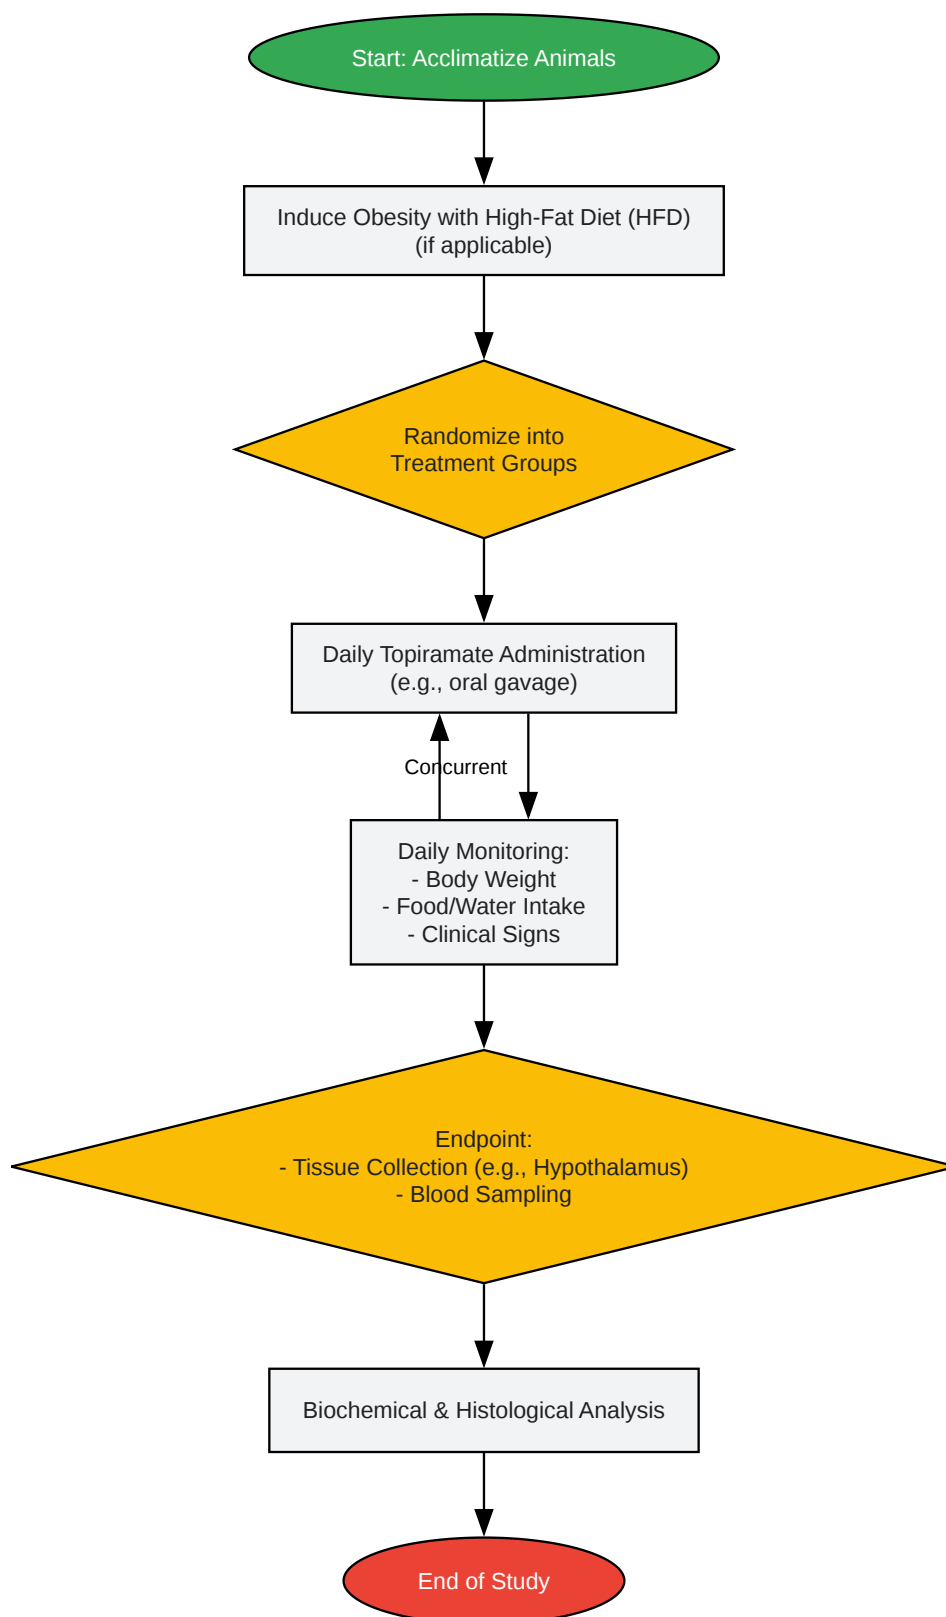 Start: Acclimatize Animals
Induce Obesity with High-Fat Diet (HFD)
(if applicable)
Randomize into
Treatment Groups
Daily Topiramate Administration
(e.g., oral gavage)
Concurrent
Daily Monitoring:
- Body Weight
- Food/Water Intake
- Clinical Signs
Endpoint:
- Tissue Collection (e.g., Hypothalamus)
- Blood Sampling
Biochemical & Histological Analysis
End of Study